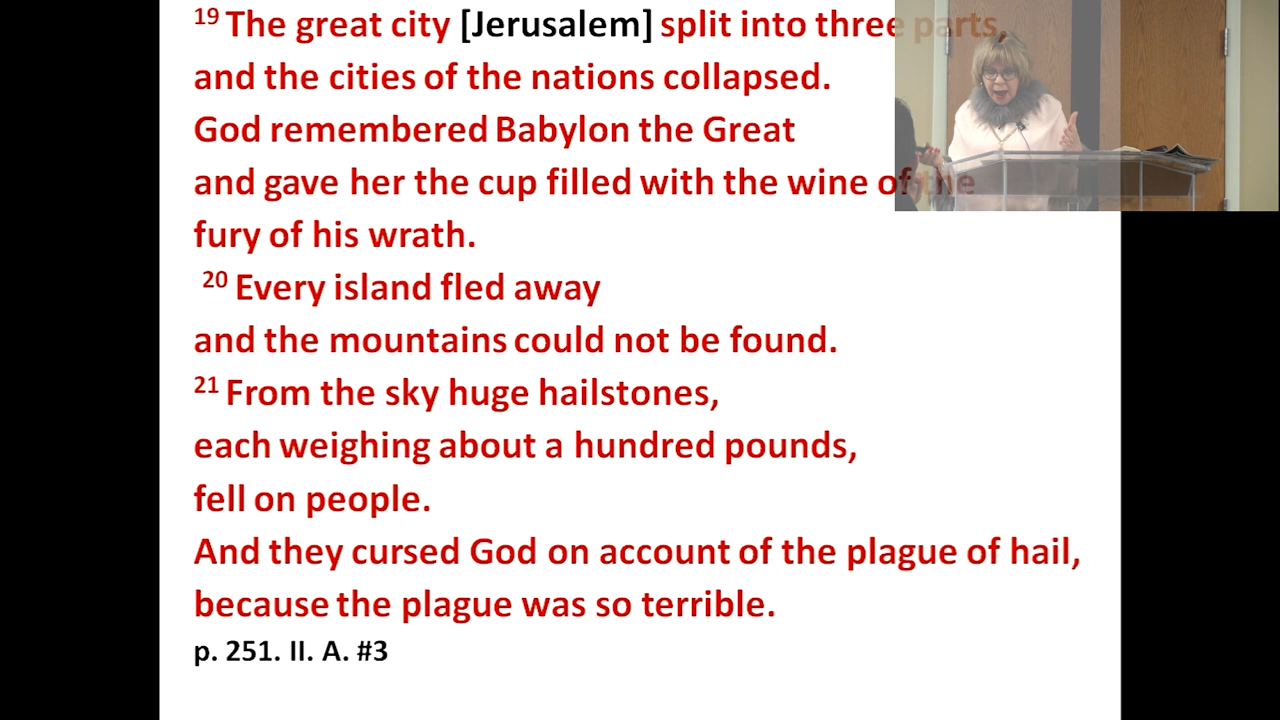 19 The great city [Jerusalem] split into three parts,
and the cities of the nations collapsed.
God remembered Babylon the Great
and gave her the cup filled with the wine of the
fury of his wrath.
20 Every island fled away
and the mountains could not be found.
21 From the sky huge hailstones,
each weighing about a hundred pounds,
fell on people.
And they cursed God on account of the plague of hail,
because the plague was so terrible.
p. 251. II. A. #3